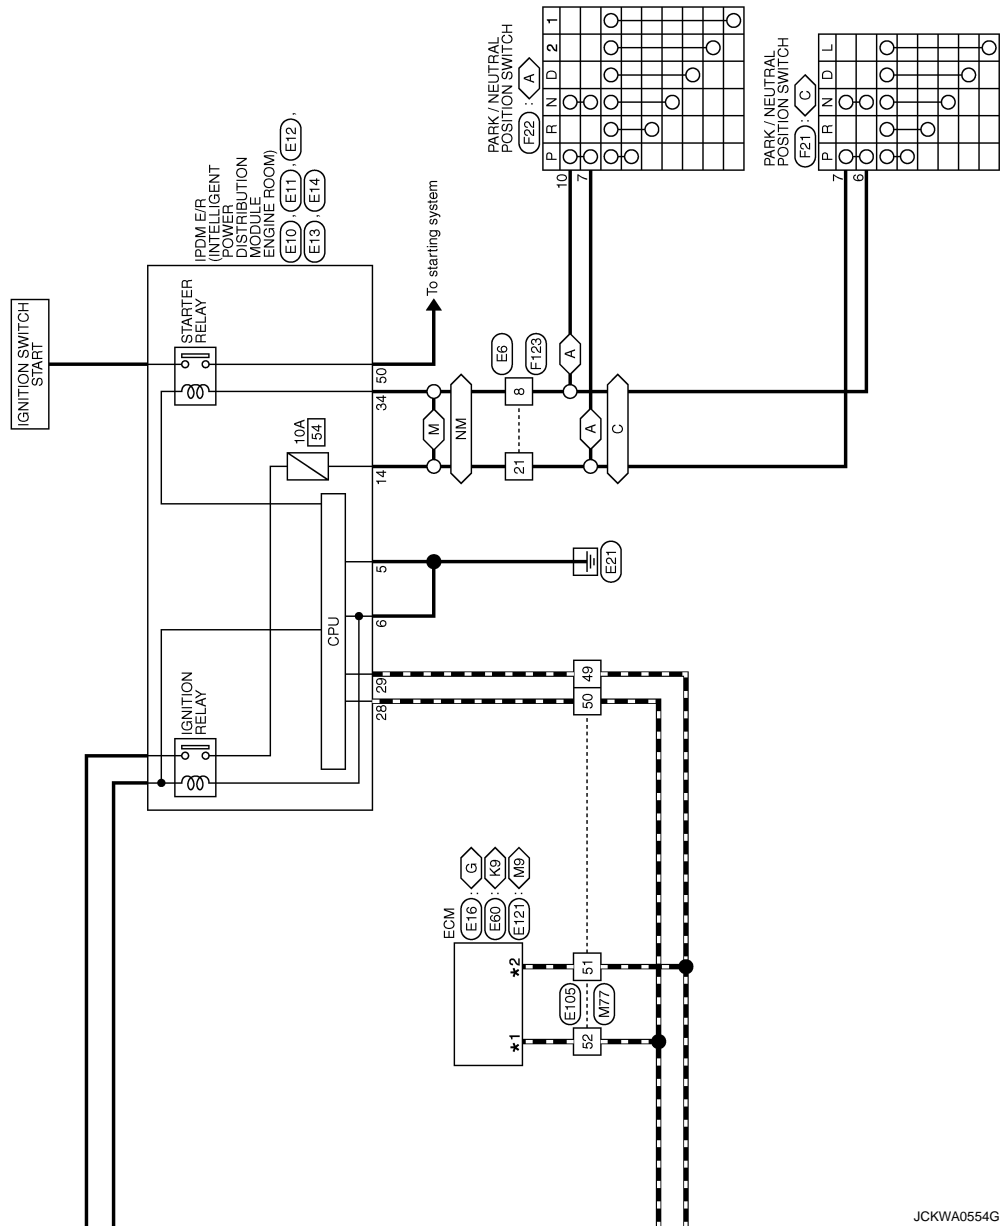 IGNITION SWITCH
START
IPDM E/R
(INTELLIGENT
POWER
DISTRIBUTION
MODULE
ENGINE ROOM)
E10 , E11 , E12 ,
E13 , E14
STARTER
RELAY
To starting system
50
34
10A
54
14
M
NM
E6
F123
8
21
A
A
C
PARK / NEUTRAL
POSITION SWITCH
F22 : A
P R N D 2 1
10
7
PARK / NEUTRAL
POSITION SWITCH
F21 : C
P R N D L
7
6
CPU
5
6
E21
IGNITION
RELAY
29
28
49
50
ECM
E16 : G
E60 : K9
E121 : M9
*2
*1
51
52
E105
M77
JCKWA0554G